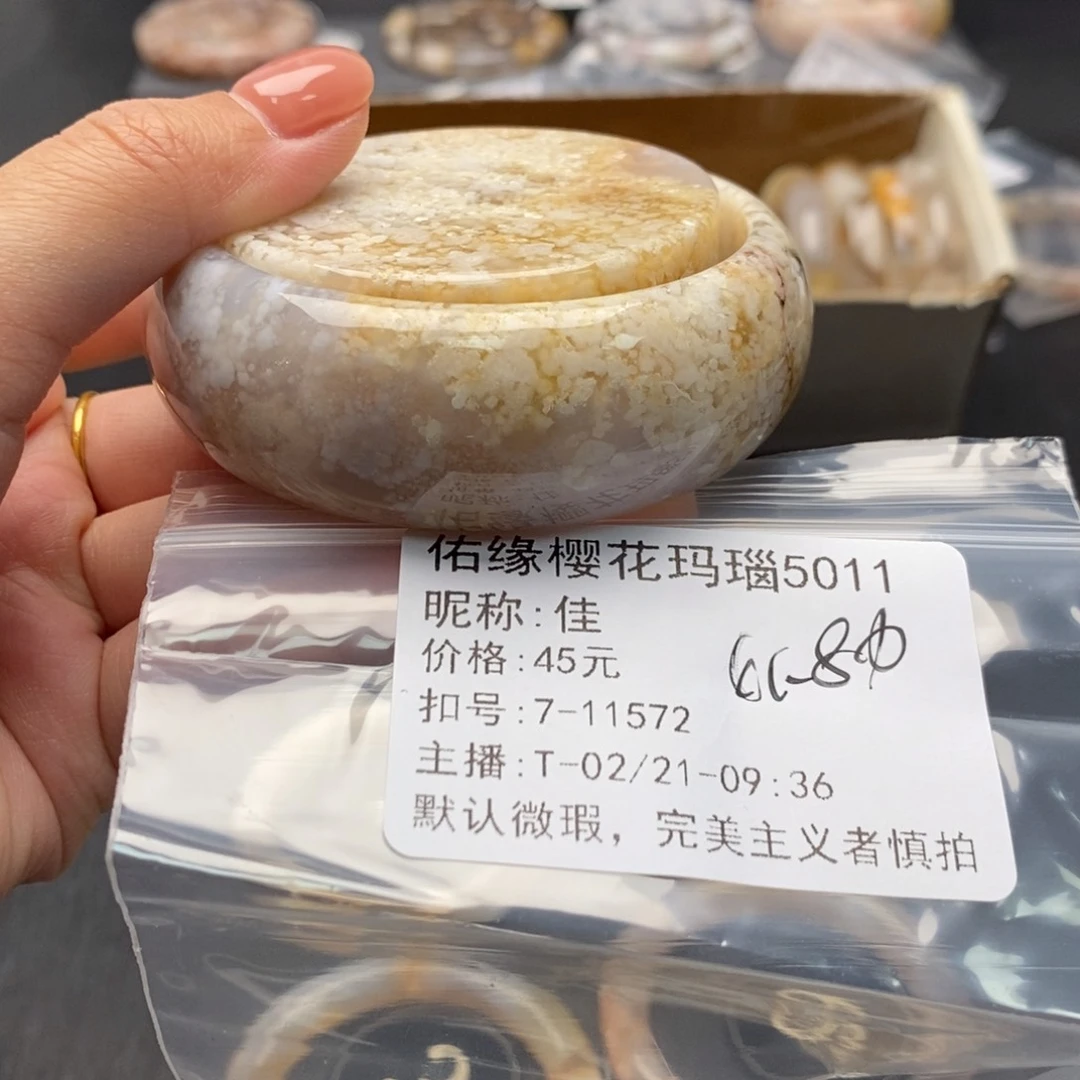 佑缘樱花玛瑙5011
昵称:佳
价格:45元
扣号:7-11572
主播:T-02/21-09:36
默认微瑕，完美主义者慎拍